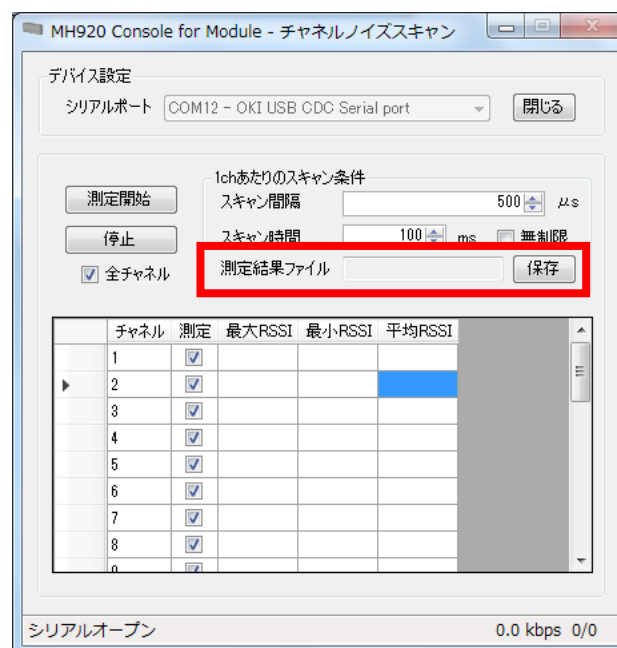 MH920 Console for Module - チャネルノイズスキャン
デバイス設定
シリアルポート COM12 - OKI USB CDC Serial port 閉じる
1chあたりのスキャン条件
測定開始 スキャン間隔 500 μs
停止 スキャン時間 100 ms 無制限
全チャネル 測定結果ファイル 保存
チャネル 測定 最大RSSI 最小RSSI 平均RSSI
1
2
3
4
5
6
7
8
シリアルオープン 0.0 kbps 0/0